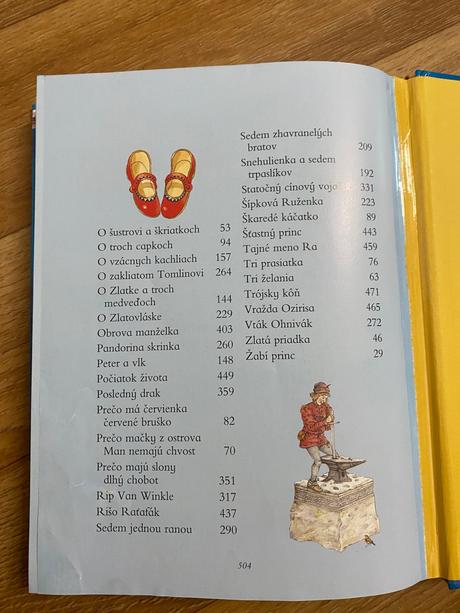 O šustrovi a škriatkoch 53
O troch capkoch 94
O vzácnych kachliach 157
O zakliatom Tomlinovi 264
O Zlatke a troch
medveďoch 144
O Zlatovláske 229
Obrova manželka 403
Pandorina skrinka 260
Peter a vlk 148
Počiatok života 449
Posledný drak 359
Prečo má červienka
červené bruško 82
Prečo mačky z ostrova
Man nemajú chvost 70
Prečo majú slony
dlhý chobot 351
Rip Van Winkle 317
Rišo Raťafák 437
Sedem jednou ranou 290
Sedem zhavranelých
bratov 209
Snehulienka a sedem
trpaslíkov 192
Statočný cínový 331
Šípková Ruženka 223
Škaredé káčatko 89
Šťastný princ 443
Tajné meno Ra 459
Tri prasiatka 76
Tri želania 63
Trójsky kôň 471
Vražda Ozirisa 465
Vták Ohnivák 272
Zlatá priadka 46
Žabí princ 29
504